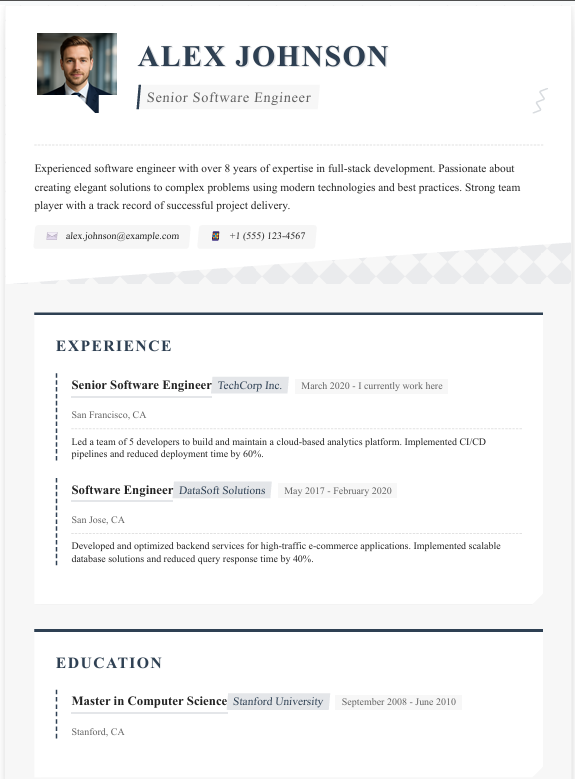 ALEX JOHNSON
Senior Software Engineer
Experienced software engineer with over 8 years of expertise in full-stack development. Passionate about
creating elegant solutions to complex problems using modern technologies and best practices. Strong team
player with a track record of successful project delivery.
alex.johnson@example.com +1 (555) 123-4567
EXPERIENCE
Senior Software Engineer TechCorp Inc. March 2020 - I currently work here
San Francisco, CA
Led a team of 5 developers to build and maintain a cloud-based analytics platform. Implemented CI/CD
pipelines and reduced deployment time by 60%.
Software Engineer DataSoft Solutions May 2017 - February 2020
San Jose, CA
Developed and optimized backend services for high-traffic e-commerce applications. Implemented scalable
database solutions and reduced query response time by 40%.
EDUCATION
Master in Computer Science Stanford University September 2008 - June 2010
Stanford, CA